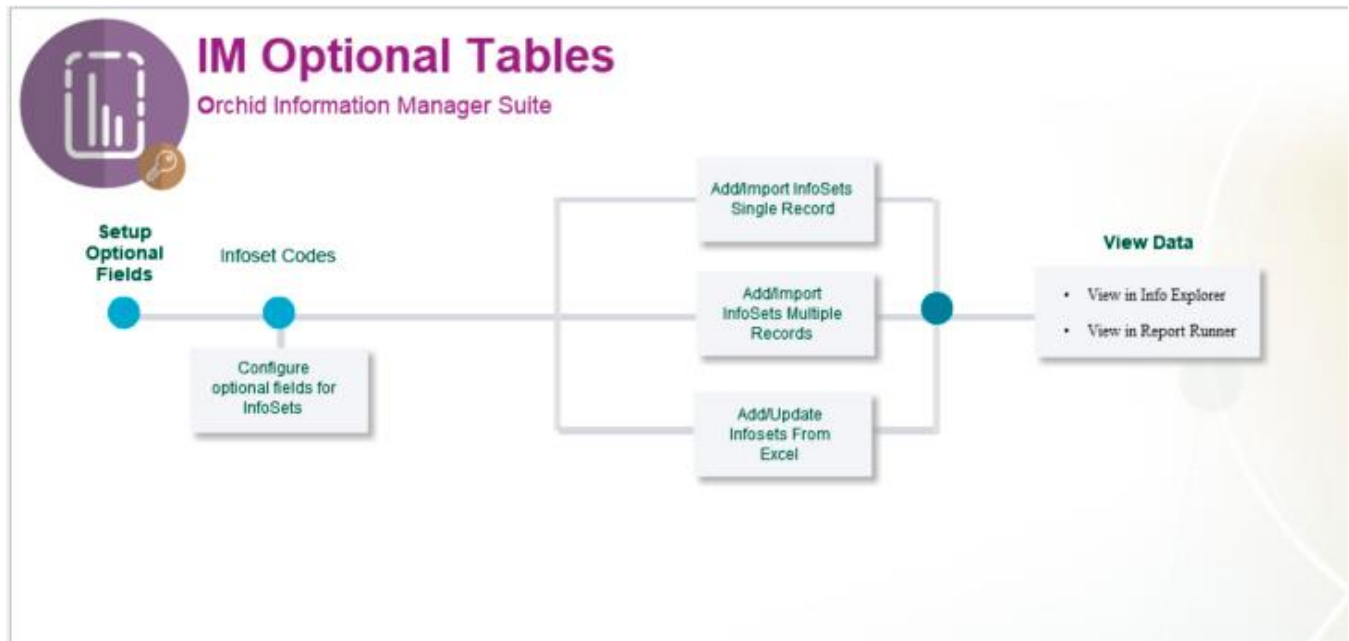 IM Optional Tables
Orchid Information Manager Suite
Setup
Optional
Fields
Infoset Codes
Configure
optional fields for
InfoSets
Add/Import InfoSets
Single Record
Add/Import
InfoSets Multiple
Records
Add/Update
Infosets From
Excel
View Data
• View in Info Explorer
• View in Report Runner